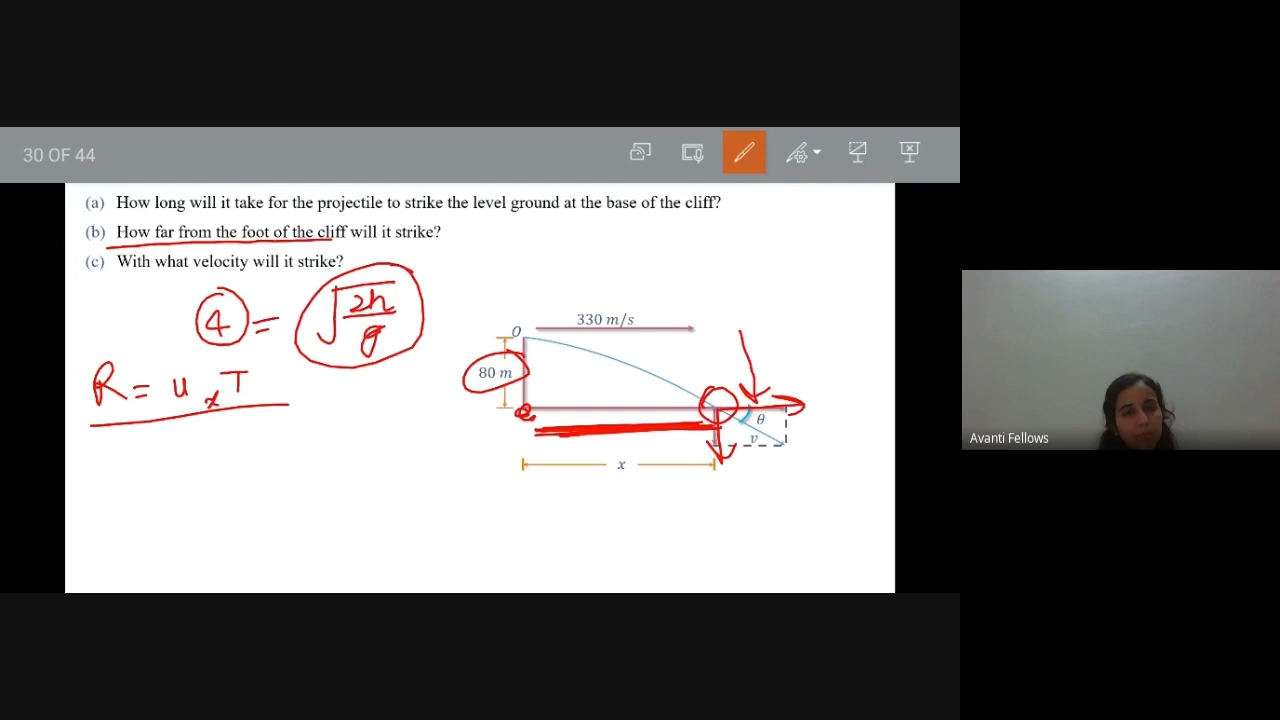 30 OF 44
(a) How long will it take for the projectile to strike the level ground at the base of the cliff?
(b) How far from the foot of the cliff will it strike?
(c) With what velocity will it strike?
4 = √2h/g
R = uₓT
330 m/s
O
80 m
θ
v
x
Avanti Fellows